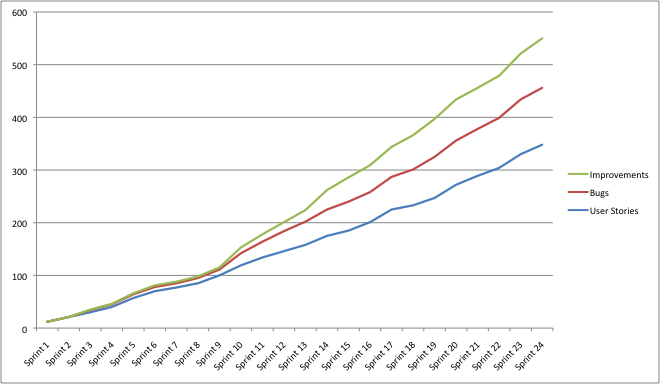 600
500
400
300
200
100
0
Sprint 1
Sprint 2
Sprint 3
Sprint 4
Sprint 5
Sprint 6
Sprint 7
Sprint 8
Sprint 9
Sprint 10
Sprint 11
Sprint 12
Sprint 13
Sprint 14
Sprint 15
Sprint 16
Sprint 17
Sprint 18
Sprint 19
Sprint 20
Sprint 21
Sprint 22
Sprint 23
Sprint 24
Improvements
Bugs
User Stories